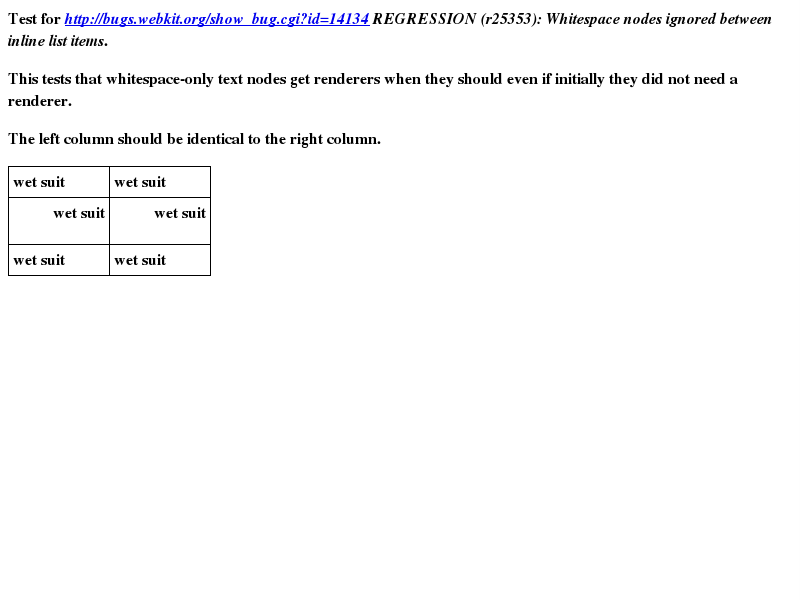 Test for http://bugs.webkit.org/show_bug.cgi?id=14134 REGRESSION (r25353): Whitespace nodes ignored between
inline list items.
This tests that whitespace-only text nodes get renderers when they should even if initially they did not need a
renderer.
The left column should be identical to the right column.
wet suit wet suit
wet suit wet suit
wet suit wet suit